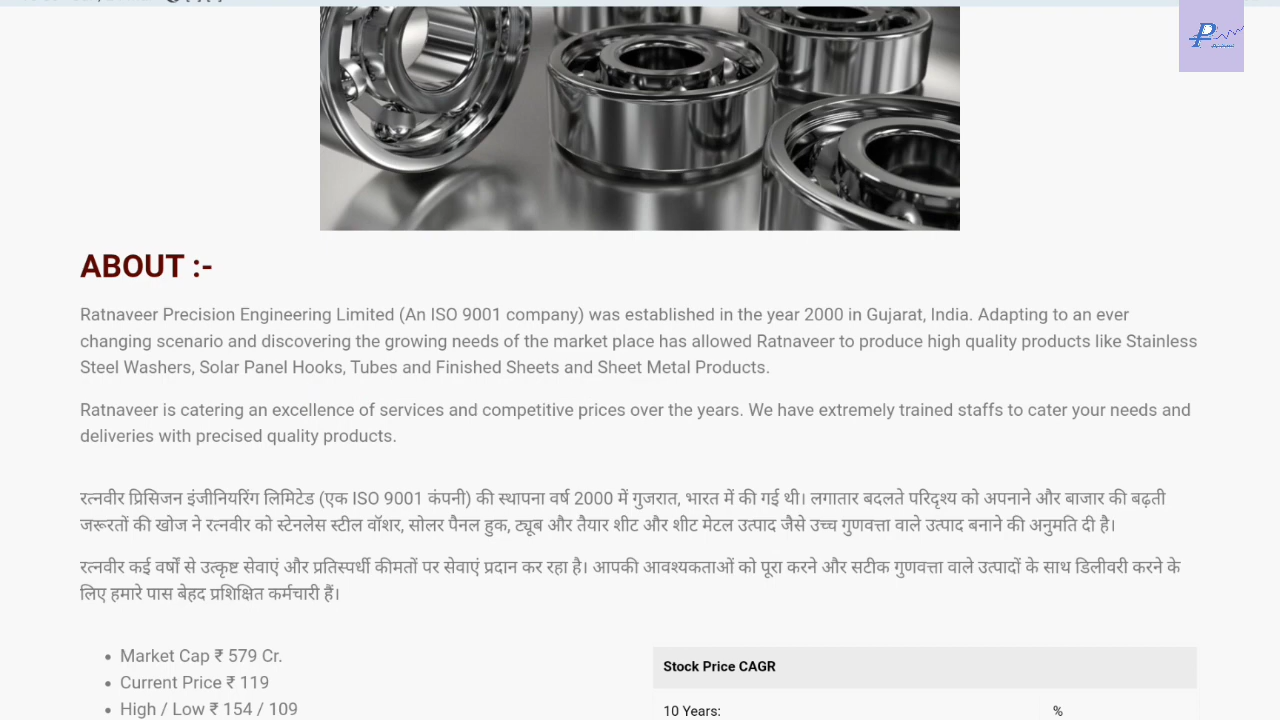 ABOUT :-
Ratnaveer Precision Engineering Limited (An ISO 9001 company) was established in the year 2000 in Gujarat, India. Adapting to an ever
changing scenario and discovering the growing needs of the market place has allowed Ratnaveer to produce high quality products like Stainless
Steel Washers, Solar Panel Hooks, Tubes and Finished Sheets and Sheet Metal Products.
Ratnaveer is catering an excellence of services and competitive prices over the years. We have extremely trained staffs to cater your needs and
deliveries with precised quality products.
रत्नवीर प्रिसिजन इंजीनियरिंग लिमिटेड (एक ISO 9001 कंपनी) की स्थापना वर्ष 2000 में गुजरात, भारत में की गई थी। लगातार बदलते परिदृश्य को अपनाने और बाजार की बढ़ती
जरूरतों की खोज ने रत्नवीर को स्टेनलेस स्टील वॉशर, सोलर पैनल हुक, ट्यूब और तैयार शीट और शीट मेटल उत्पाद जैसे उच्च गुणवत्ता वाले उत्पाद बनाने की अनुमति दी है।
रत्नवीर कई वर्षों से उत्कृष्ट सेवाएं और प्रतिस्पर्धी कीमतों पर सेवाएं प्रदान कर रहा है। आपकी आवश्यकताओं को पूरा करने और सटीक गुणवत्ता वाले उत्पादों के साथ डिलीवरी करने के
लिए हमारे पास बेहद प्रशिक्षित कर्मचारी हैं।
• Market Cap ₹ 579 Cr.
• Current Price ₹ 119
• High / Low ₹ 154 / 109
Stock Price CAGR
10 Years: %